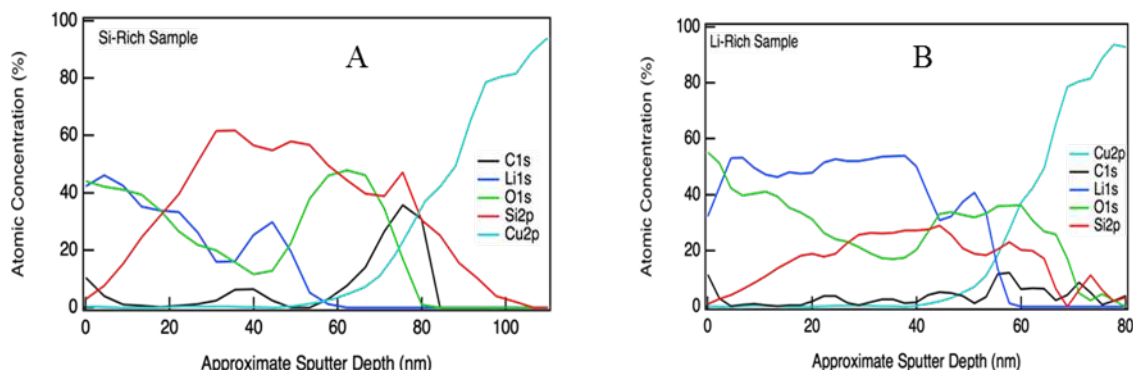 100
80
60
40
20
0
Atomic Concentration (%)
Si-Rich Sample
A
C1s
Li1s
O1s
Si2p
Cu2p
0 20 40 60 80 100
Approximate Sputter Depth (nm)
100
80
60
40
20
0
Atomic Concentration (%)
Li-Rich Sample
B
Cu2p
C1s
Li1s
O1s
Si2p
0 20 40 60 80
Approximate Sputter Depth (nm)